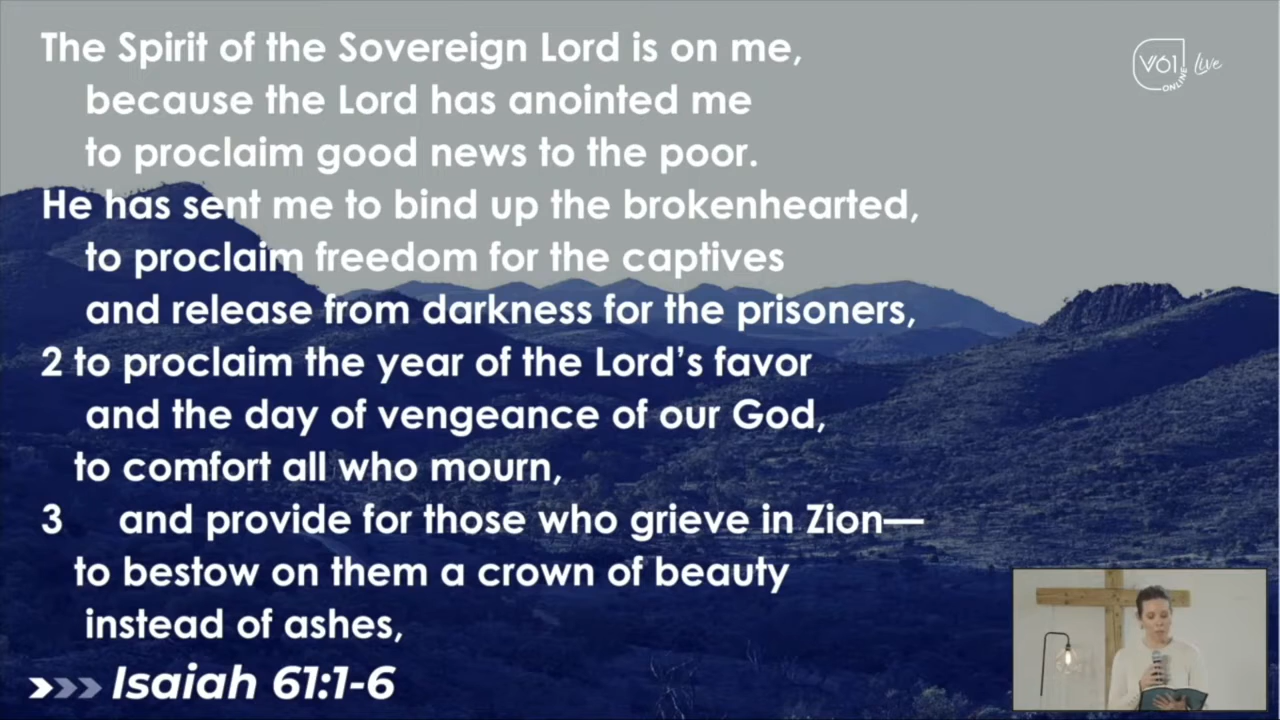 The Spirit of the Sovereign Lord is on me,
because the Lord has anointed me
to proclaim good news to the poor.
He has sent me to bind up the brokenhearted,
to proclaim freedom for the captives
and release from darkness for the prisoners,
2 to proclaim the year of the Lord’s favor
and the day of vengeance of our God,
to comfort all who mourn,
3 and provide for those who grieve in Zion—
to bestow on them a crown of beauty
instead of ashes,
Isaiah 61:1-6
V61 Live
ONLINE